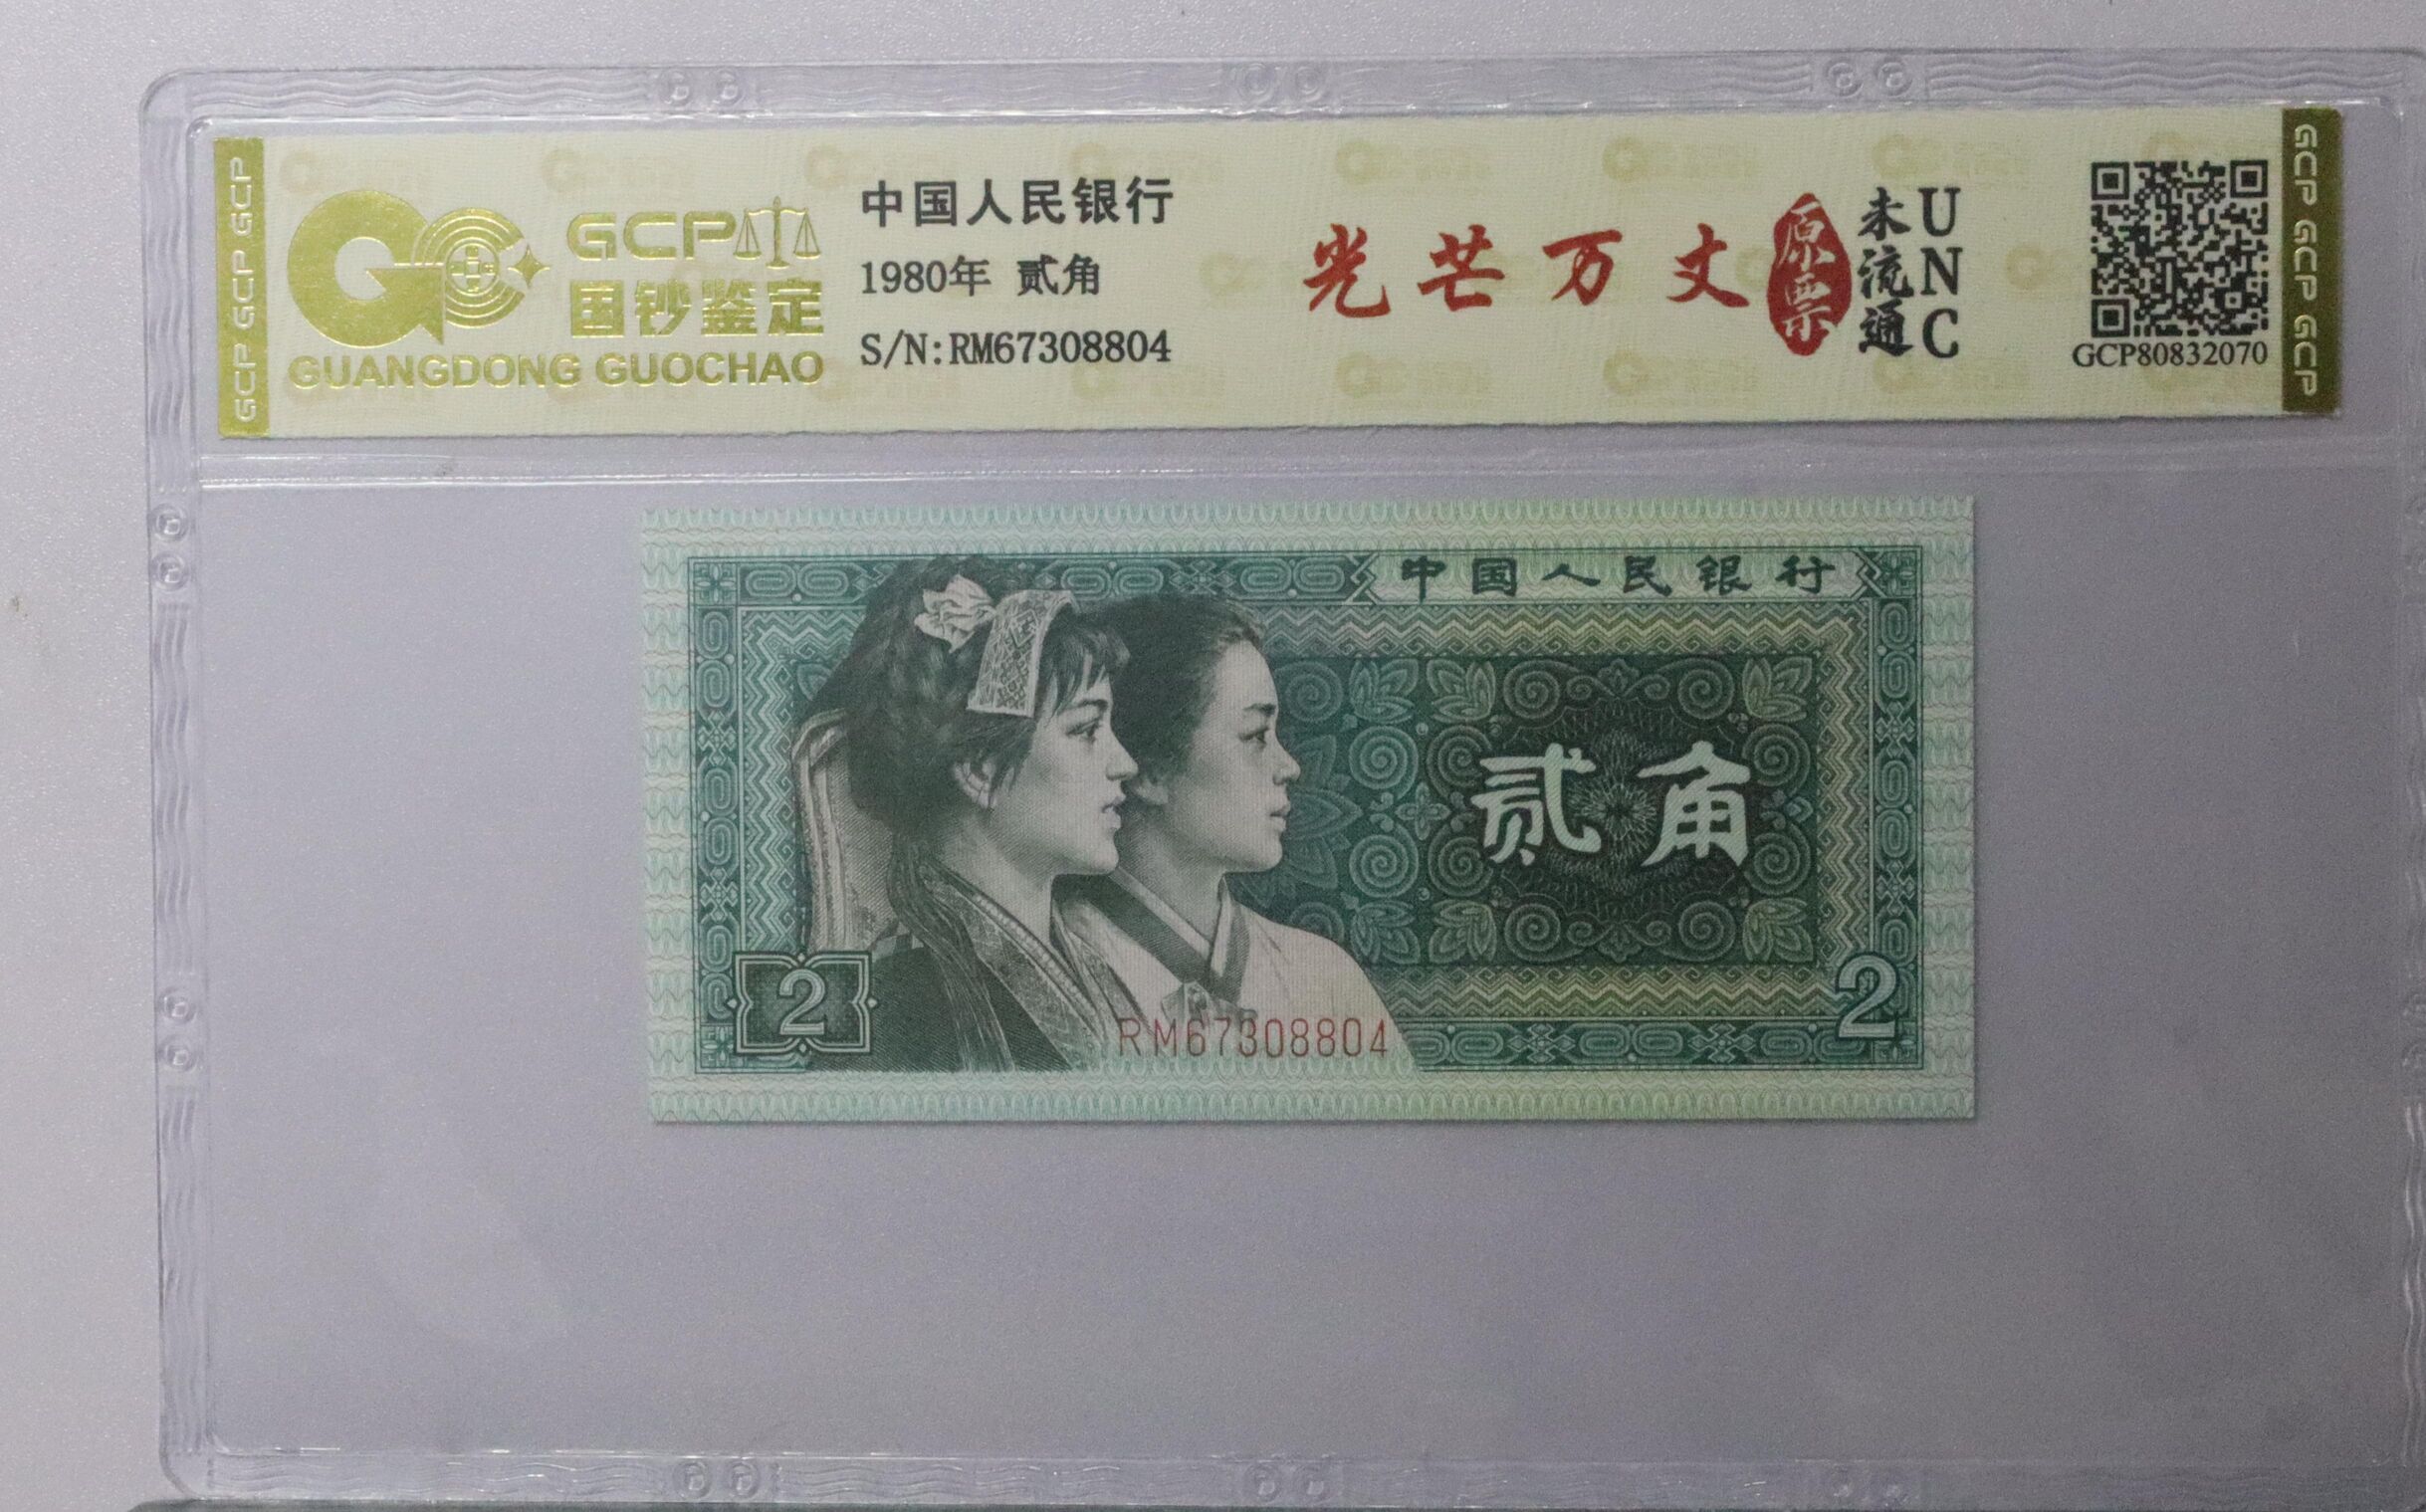 GCP GCP GCP
GCP
国钞鉴定
GUANGDONG GUOCHAO
中国人民银行
1980年 贰角
S/N:RM67308804
光芒万丈
原票
未流通
UNC
GCP80832070
GCP GCP GCP
中国人民银行
贰角
2
2
RM67308804